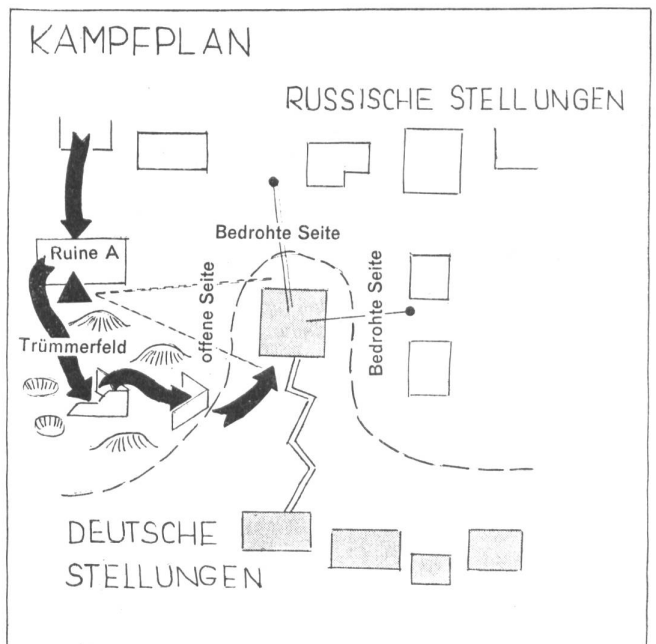 KAMPFPLAN
RUSSISCHE STELLUNGEN
Bedrohte Seite
Ruine A
offene Seite
Bedrohte Seite
Trümmerfeld
DEUTSCHE
STELLUNGEN